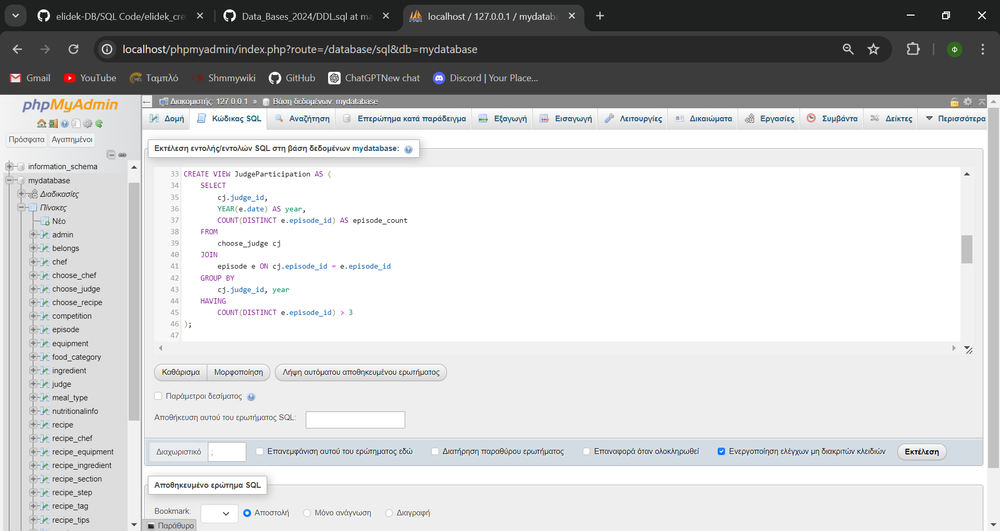 elidek-DB/SQL Code/elidek_cre
Data_Bases_2024/DDL.sql at ma
localhost / 127.0.0.1 / mydatab
localhost/phpmyadmin/index.php?route=/database/sql&db=mydatabase
Φ
Gmail
YouTube
Ταμπλό
Shmmywiki
GitHub
ChatGPTNew chat
Discord | Your Place...
phpMyAdmin
Πρόσφατα
Αγαπημένοι
information_schema
mydatabase
Διαδικασίες
Πίνακες
Νέο
admin
belongs
chef
choose_chef
choose_judge
choose_recipe
competition
episode
equipment
food_category
ingredient
judge
meal_type
nutritionalinfo
recipe
recipe_chef
recipe_equipment
recipe_ingredient
recipe_section
recipe_step
recipe_tag
recipe_tips
Διακομιστής: 127.0.0.1 » Βάση δεδομένων: mydatabase
Δομή
Κώδικας SQL
Αναζήτηση
Επερώτημα κατά παράδειγμα
Εξαγωγή
Εισαγωγή
Λειτουργίες
Δικαιώματα
Εργασίες
Συμβάντα
Δείκτες
Περισσότερα
Εκτέλεση εντολής/εντολών SQL στη βάση δεδομένων mydatabase:
33 CREATE VIEW JudgeParticipation AS (
34 SELECT
35 cj.judge_id,
36 YEAR(e.date) AS year,
37 COUNT(DISTINCT e.episode_id) AS episode_count
38 FROM
39 choose_judge cj
40 JOIN
41 episode e ON cj.episode_id = e.episode_id
42 GROUP BY
43 cj.judge_id, year
44 HAVING
45 COUNT(DISTINCT e.episode_id) > 3
46 );
47
Καθάρισμα
Μορφοποίηση
Λήψη αυτόματου αποθηκευμένου ερωτήματος
Παράμετροι δεσίματος
Αποθήκευση αυτού του ερωτήματος SQL:
Διαχωριστικό ;
Επανεμφάνιση αυτού του ερώτηματος εδώ
Διατήρηση παραθύρου ερωτήματος
Επαναφορά όταν ολοκληρωθεί
Ενεργοποίηση ελέγχων μη διακριτών κλειδιών
Εκτέλεση
Αποθηκευμένο ερώτημα SQL
Bookmark:
Αποστολή
Μόνο ανάγνωση
Διαγραφή
Παράθυρο